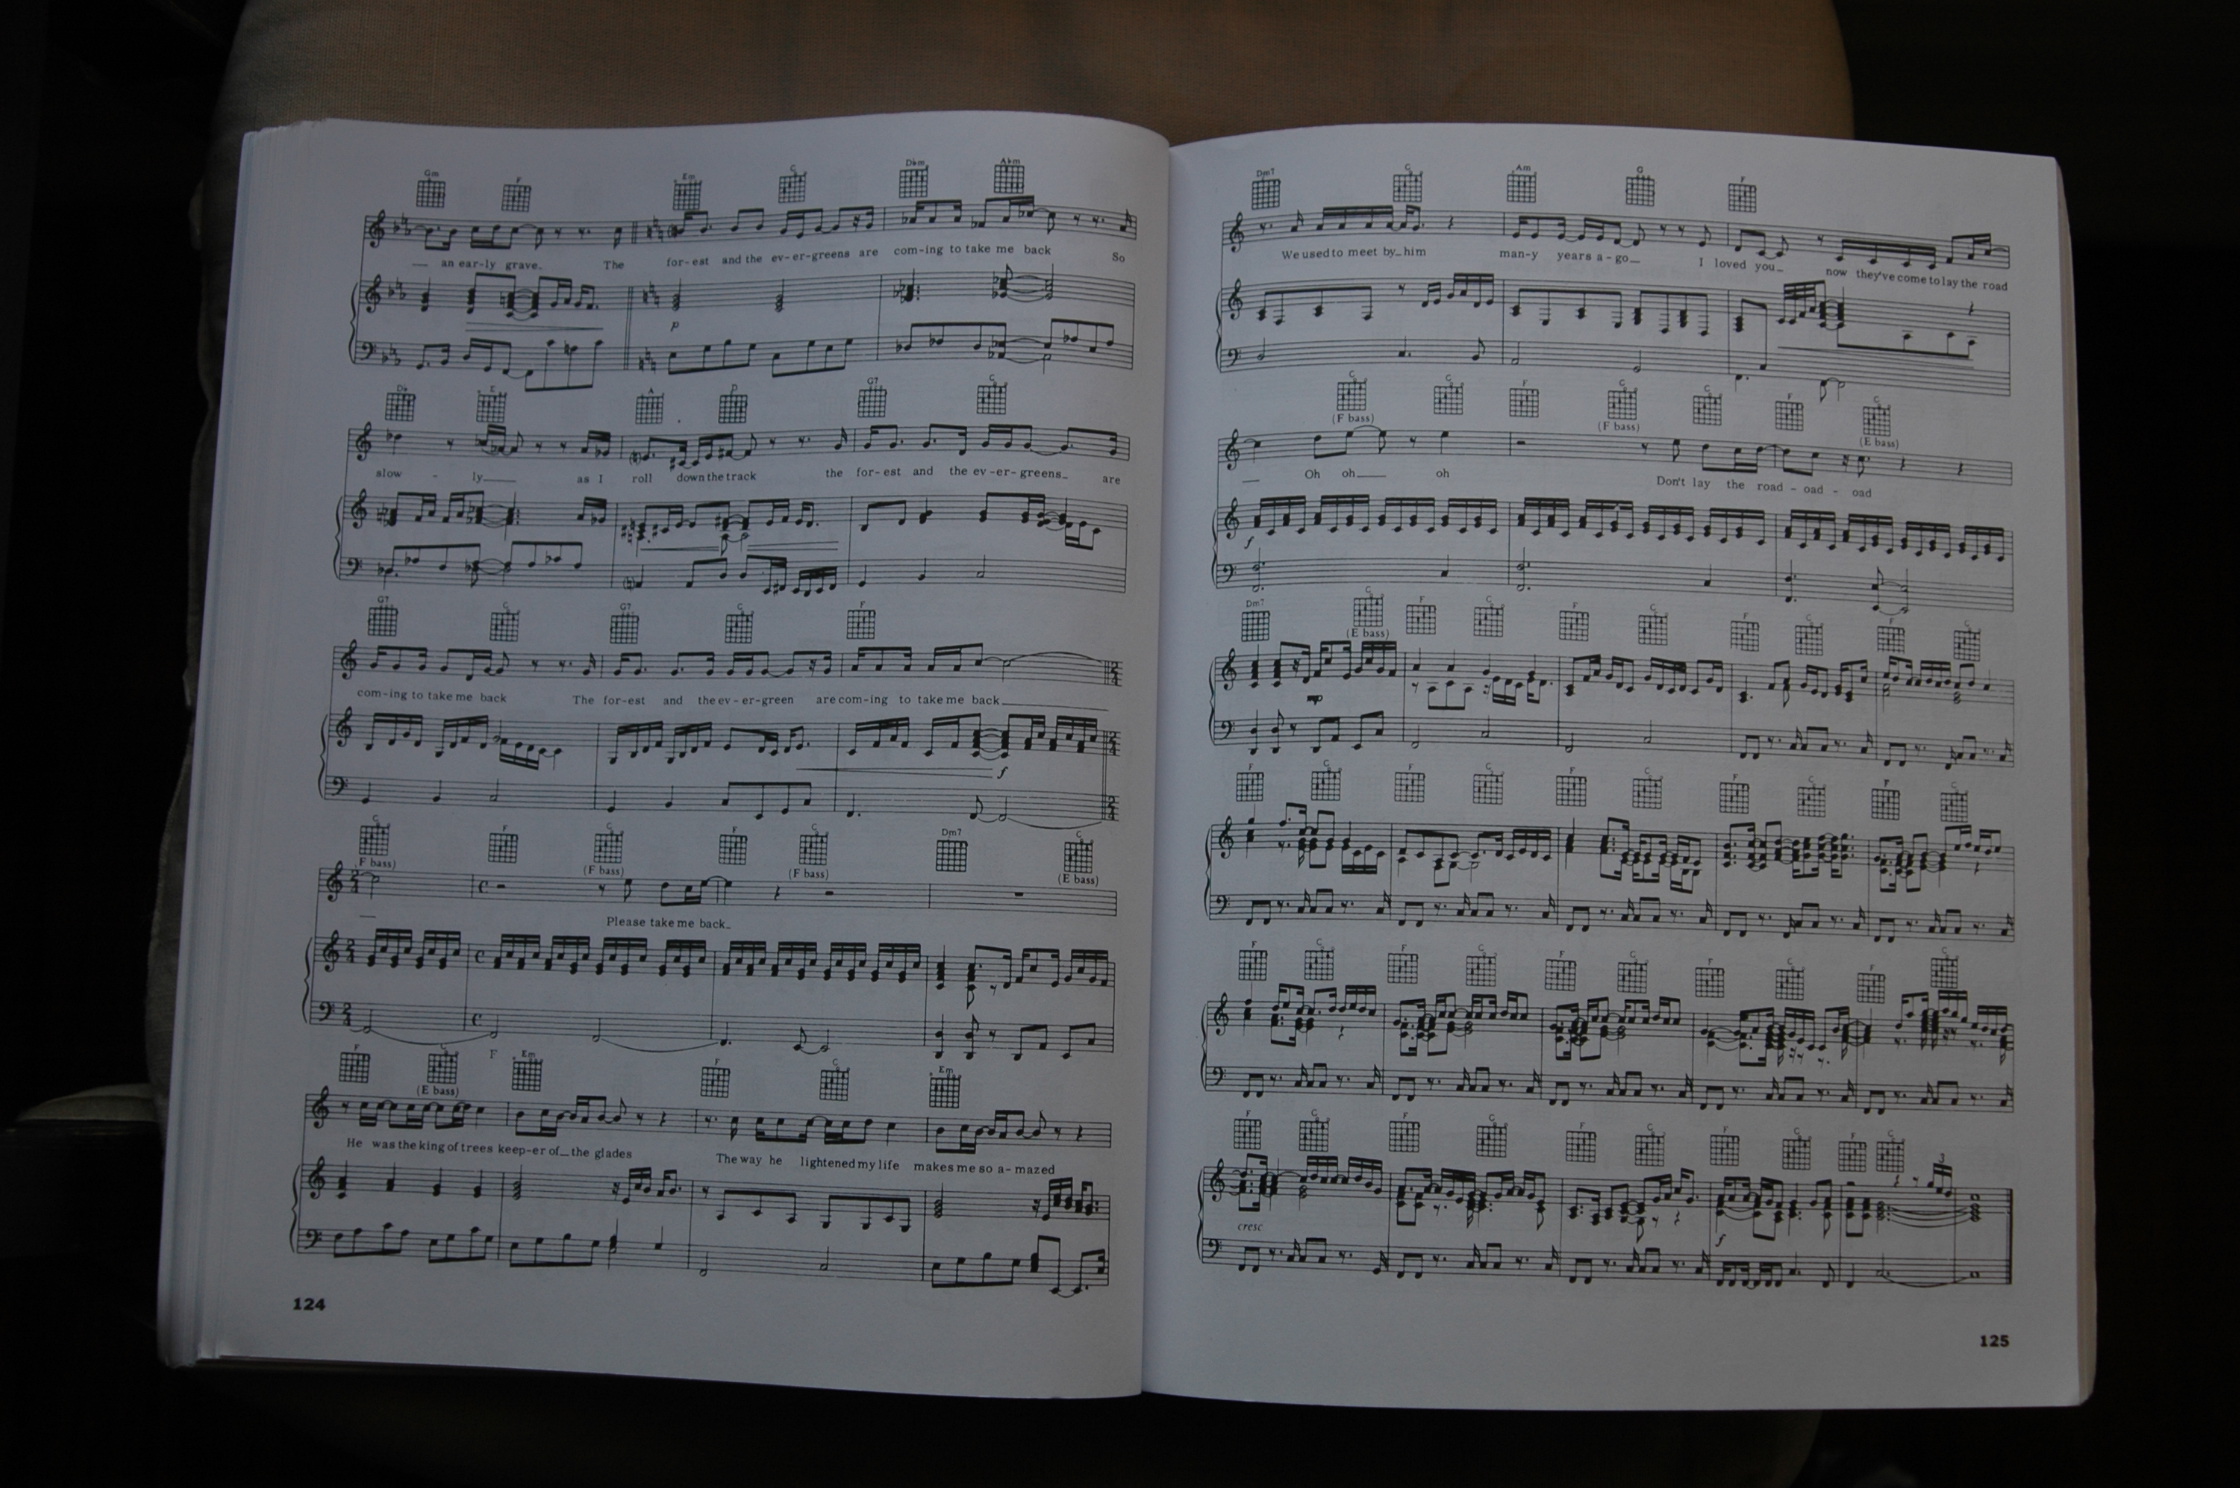 Gm F Em C D♭m A♭m
an ear-ly grave. The for-est and the ev-er-greens are com-ing to take me back So
p
D♭ E A D G7 C
slow - ly as I roll down the track the for-est and the ev-er-greens are
G7 C G7 C F
com-ing to take me back The for-est and the ev-er-green are com-ing to take me back
f
C F C F C Dm7 C
F bass) (F bass) (F bass) (E bass)
Please take me back
F C Em F C Em
(E bass)
He was the king of trees keep-er of the glades The way he lightened my life makes me so a-mazed
124
Dm7 C Am G F
We used to meet by him man-y years a-go I loved you now they've come to lay the road
C C F C C F C
(F bass) (F bass) (E bass)
Oh oh oh Don't lay the road - oad - oad
f
Dm7 C F C F C F C F C
(E bass)
mp
F C F C F C F C F C
F C F C F C F C F C
F C F C F C F C F C
3
cresc
f
125